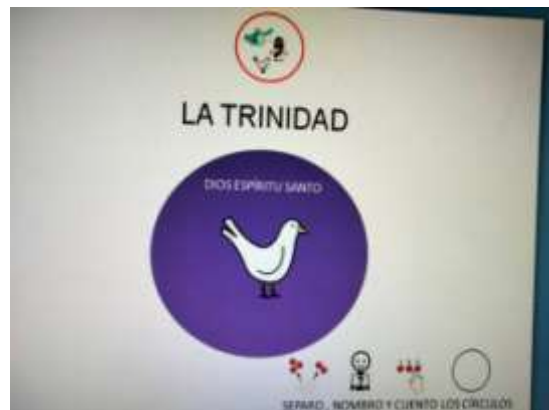 LA TRINIDAD
DIOS ESPÍRITU SANTO
SEPARO , NOMBRO Y CUENTO LOS CÍRCULOS